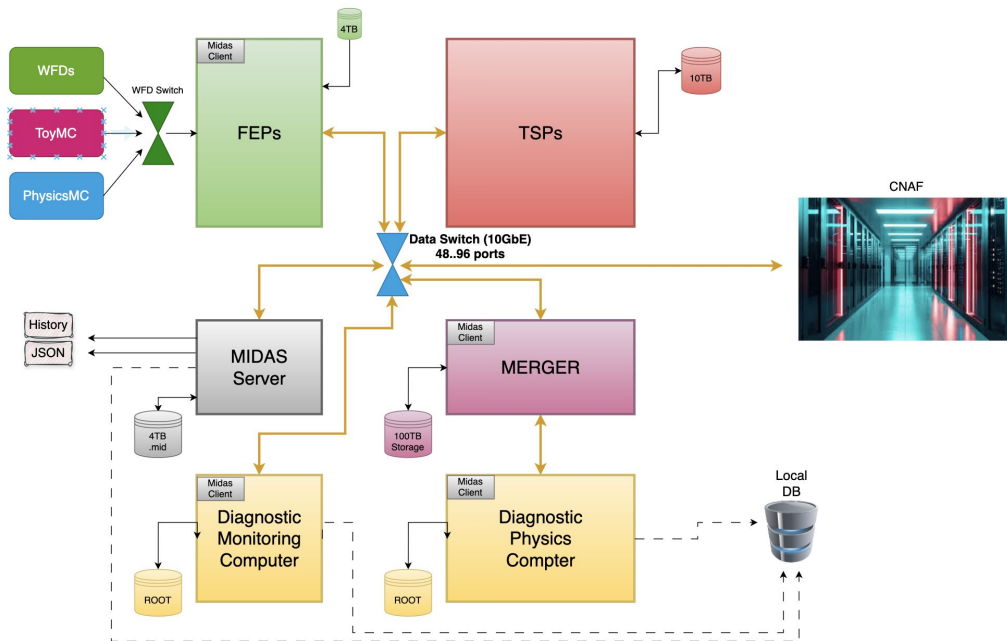 4TB
Midas
Client
WFDs
WFD Switch
FEPs
ToyMC
PhysicsMC
10TB
TSPs
CNAF
Data Switch (10GbE)
48..96 ports
History
JSON
MIDAS
Server
4TB
.mid
Midas
Client
MERGER
100TB
Storage
Midas
Client
Diagnostic
Monitoring
Computer
ROOT
Midas
Client
Diagnostic
Physics
Compter
ROOT
Local
DB